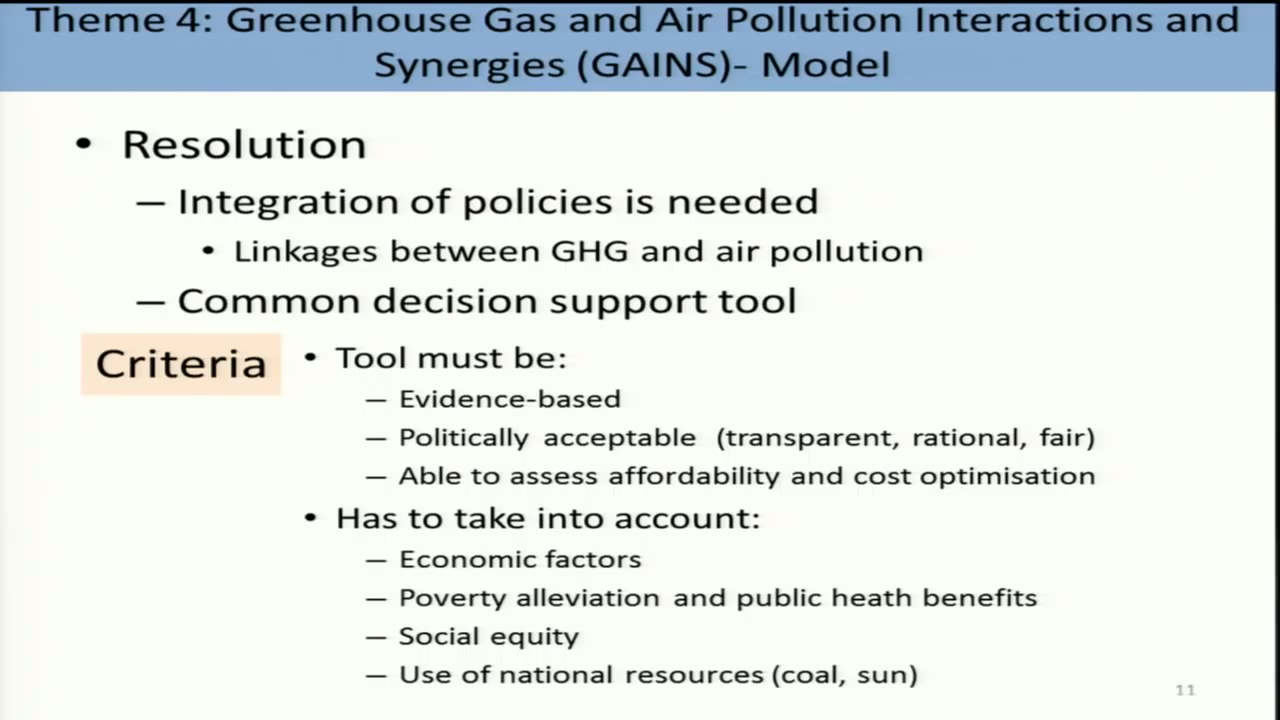 Theme 4: Greenhouse Gas and Air Pollution Interactions and
Synergies (GAINS)- Model
• Resolution
– Integration of policies is needed
• Linkages between GHG and air pollution
– Common decision support tool
Criteria
• Tool must be:
– Evidence-based
– Politically acceptable (transparent, rational, fair)
– Able to assess affordability and cost optimisation
• Has to take into account:
– Economic factors
– Poverty alleviation and public heath benefits
– Social equity
– Use of national resources (coal, sun)
11